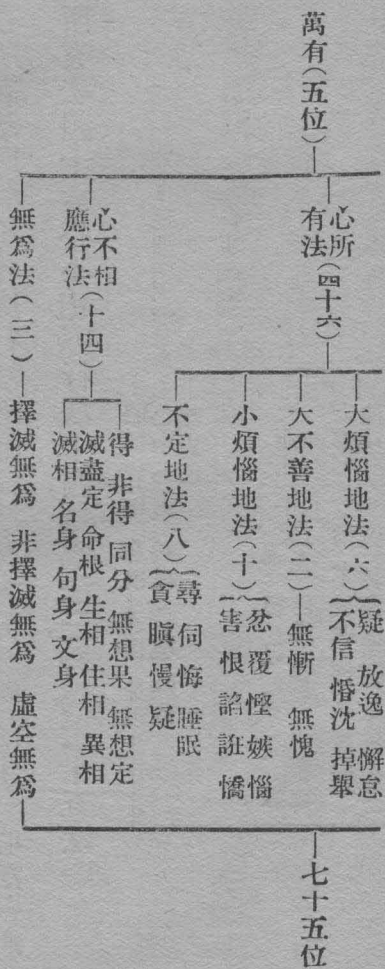 萬有（五位）
心所
有法（四十六）
大煩惱地法（六）
疑 放逸 懈怠
不信 惛沈 掉舉
大不善地法（二）
無慚 無愧
小煩惱地法（十）
忿覆慳嫉惱
害恨諂誑憍
不定地法（八）
尋伺悔睡眠
貪瞋慢疑
心不相
應行法（十四）
得 非得 同分 無想果 無想定
滅盡定 命根 生相 住相 異相
滅相 名身 句身 文身
無爲法（三）
擇滅無爲 非擇滅無爲 虛空無爲
七十五位